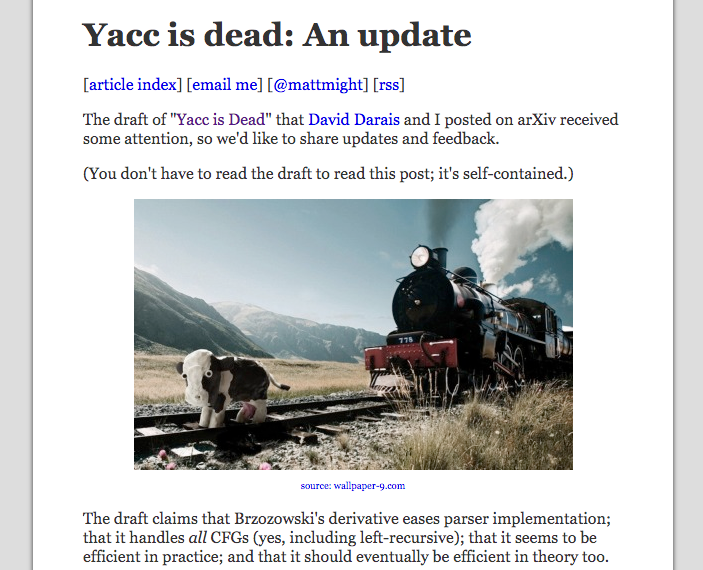 Yacc is dead: An update
[article index] [email me] [@mattmight] [rss]
The draft of "Yacc is Dead" that David Darais and I posted on arXiv received
some attention, so we'd like to share updates and feedback.
(You don't have to read the draft to read this post; it's self-contained.)
778
source: wallpaper-9.com
The draft claims that Brzozowski's derivative eases parser implementation;
that it handles all CFGs (yes, including left-recursive); that it seems to be
efficient in practice; and that it should eventually be efficient in theory too.